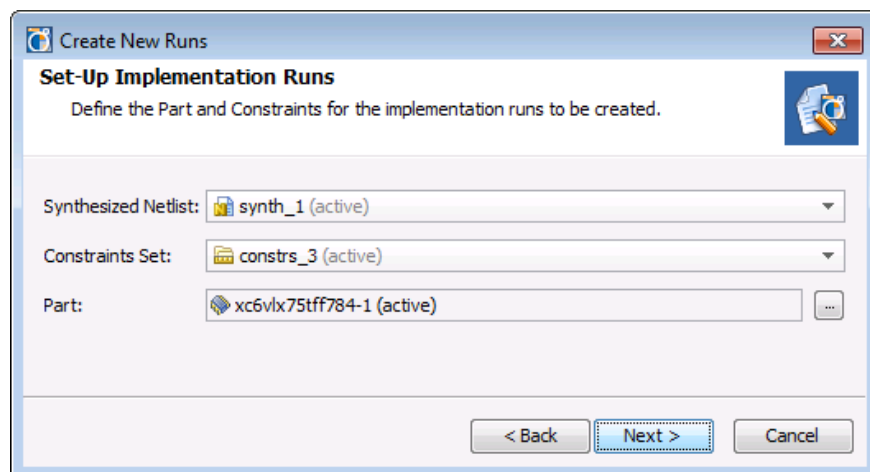 Create New Runs
Set-Up Implementation Runs
Define the Part and Constraints for the implementation runs to be created.
Synthesized Netlist: synth_1 (active)
Constraints Set: constrs_3 (active)
Part: xc6vlx75tff784-1 (active) ...
< Back Next > Cancel